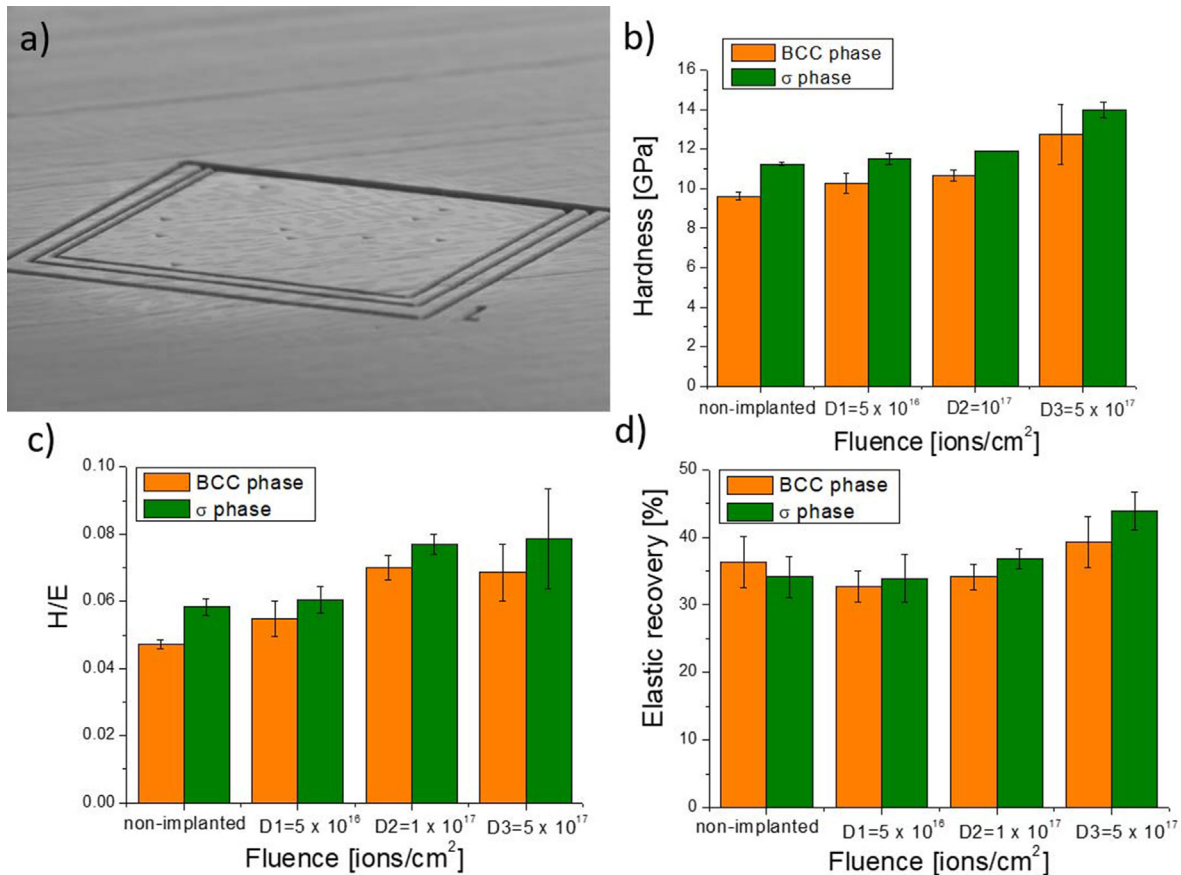 a)
b)
BCC phase
σ phase
Hardness [GPa]
16
14
12
10
8
6
4
2
0
non-implanted D1=5 x 10¹⁶ D2=10¹⁷ D3=5 x 10¹⁷
Fluence [ions/cm²]
c)
BCC phase
σ phase
H/E
0.10
0.08
0.06
0.04
0.02
0.00
non-implanted D1=5 x 10¹⁶ D2=1 x 10¹⁷ D3=5 x 10¹⁷
Fluence [ions/cm²]
d)
BCC phase
σ phase
Elastic recovery [%]
50
40
30
20
10
0
non-implanted D1=5 x 10¹⁶ D2=1 x 10¹⁷ D3=5 x 10¹⁷
Fluence [ions/cm²]